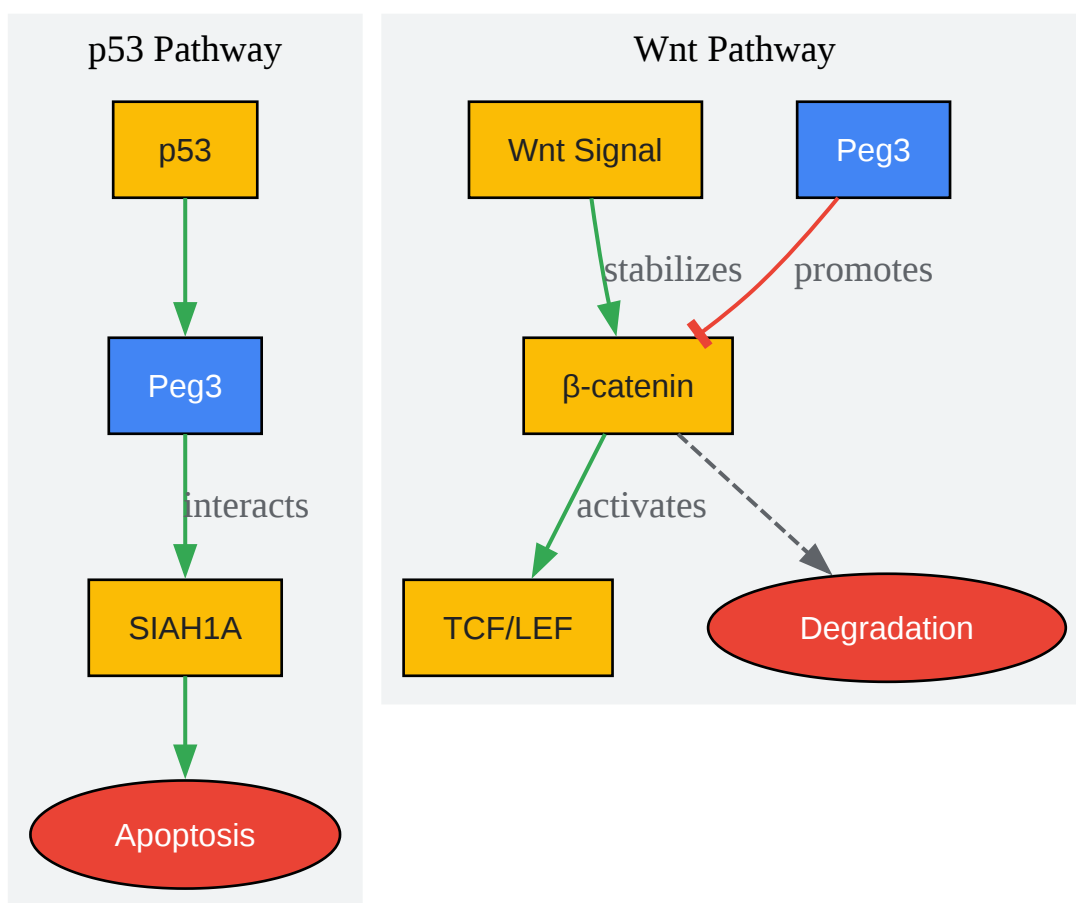 p53 Pathway
p53
Peg3
interacts
SIAH1A
Apoptosis
Wnt Pathway
Wnt Signal
Peg3
stabilizes
promotes
β-catenin
activates
TCF/LEF
Degradation